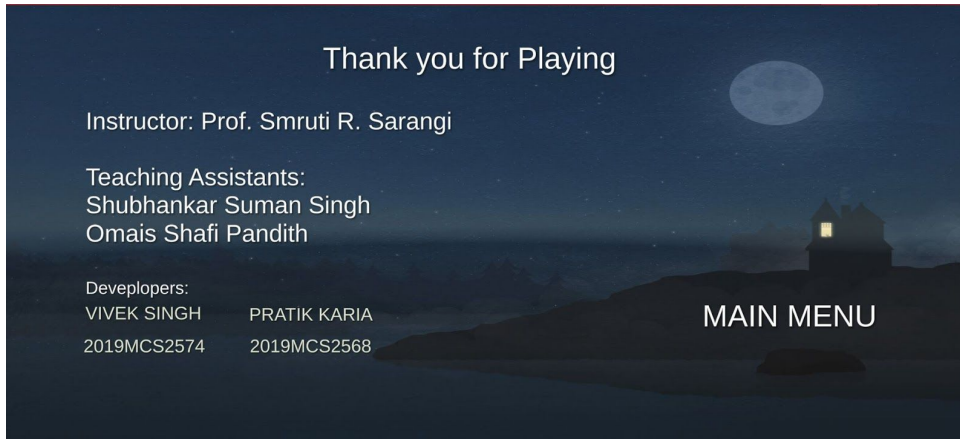 Thank you for Playing
Instructor: Prof. Smruti R. Sarangi
Teaching Assistants:
Shubhankar Suman Singh
Omais Shafi Pandith
Deveplopers:
VIVEK SINGH PRATIK KARIA
2019MCS2574 2019MCS2568
MAIN MENU